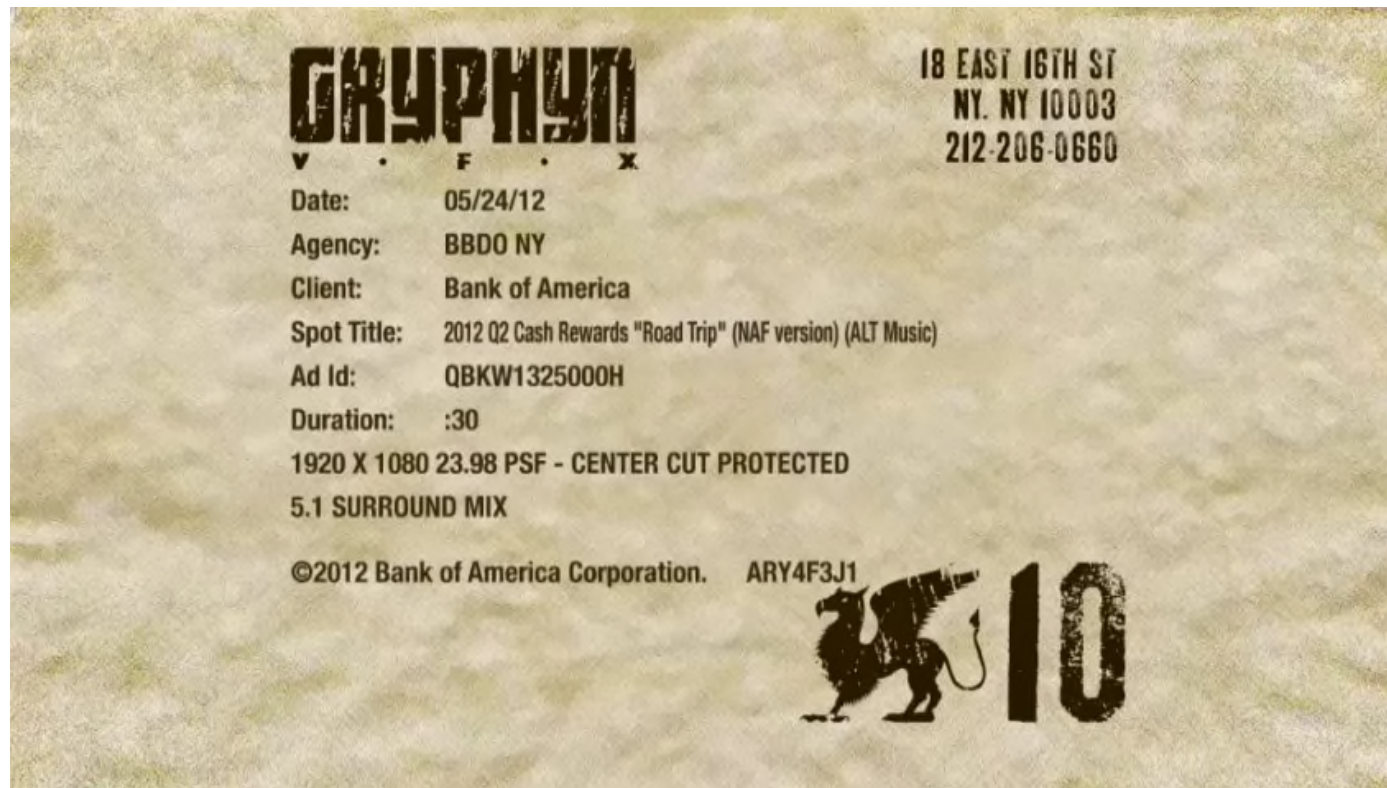 GRYPHYN
V · F · X
18 EAST 16TH ST
NY. NY 10003
212-206-0660
Date: 05/24/12
Agency: BBDO NY
Client: Bank of America
Spot Title: 2012 Q2 Cash Rewards "Road Trip" (NAF version) (ALT Music)
Ad Id: QBKW1325000H
Duration: :30
1920 X 1080 23.98 PSF - CENTER CUT PROTECTED
5.1 SURROUND MIX
©2012 Bank of America Corporation. ARY4F3J1
10